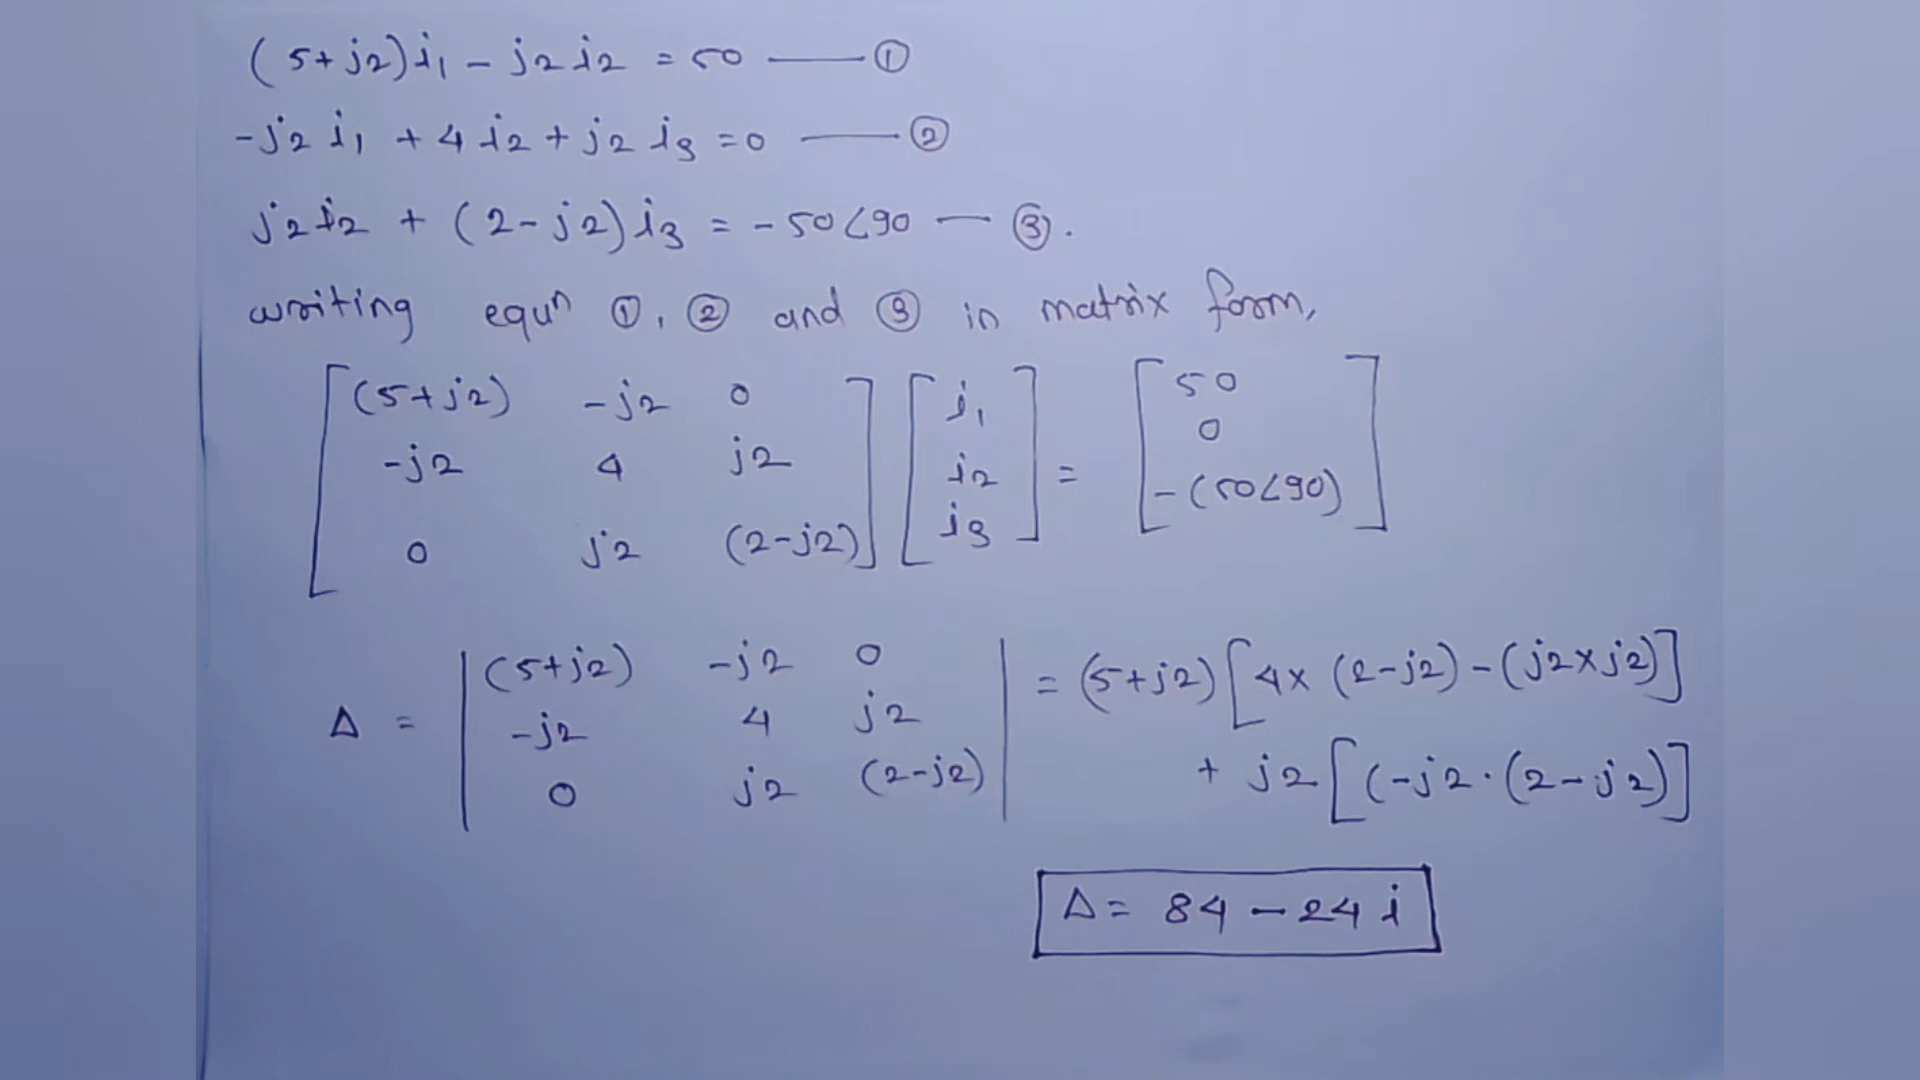 (5+j2)i1 - j2 i2 = 50 — ①
-j2 i1 + 4 i2 + j2 i3 = 0 — ②
j2 i2 + (2-j2) i3 = -50∠90 — ③.
writing equn ①, ② and ③ in matrix form,
[(5+j2) -j2 0] [i1] = [50]
[-j2 4 j2] [i2] [0]
[0 j2 (2-j2)] [i3] [-(50∠90)]
Δ = |(5+j2) -j2 0| = (5+j2)[4×(2-j2)-(j2×j2)]
|-j2 4 j2|
|0 j2 (2-j2)| + j2[(-j2·(2-j2)]
Δ = 84 - 24 i